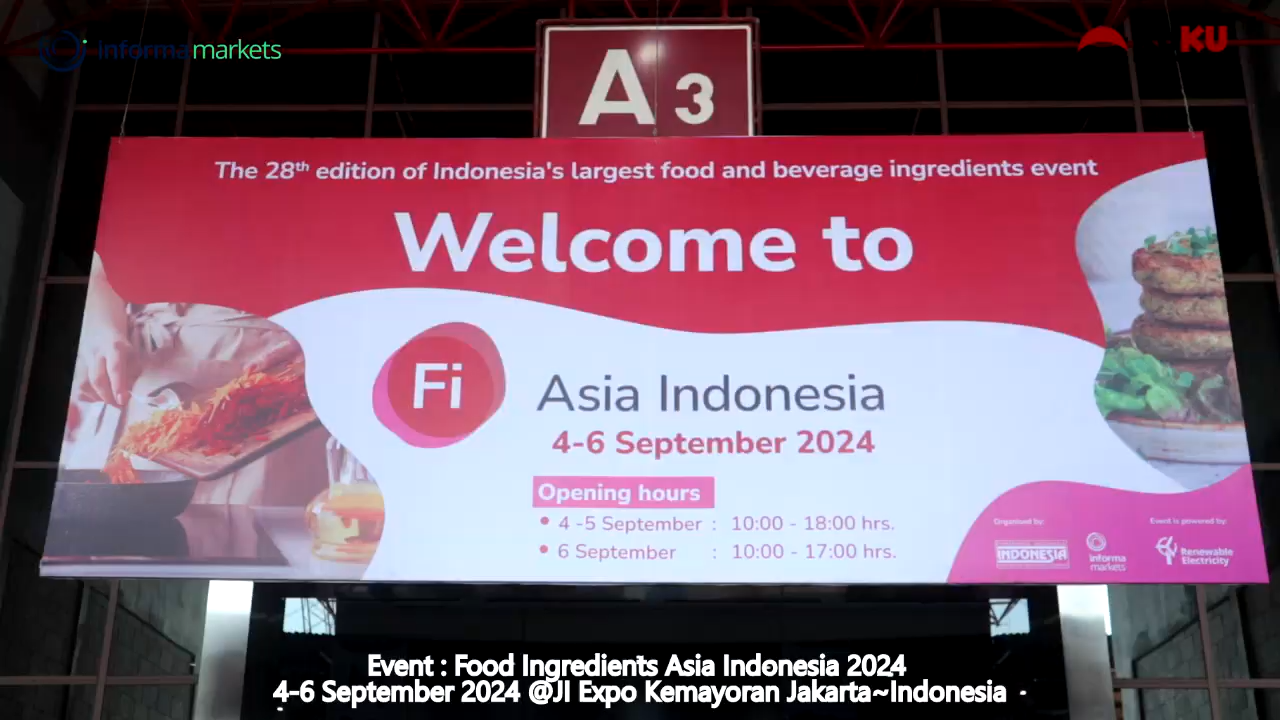 informamarkets
KU
A3
The 28th edition of Indonesia's largest food and beverage ingredients event
Welcome to
Fi
Asia Indonesia
4-6 September 2024
Opening hours
• 4 -5 September : 10:00 - 18:00 hrs.
• 6 September : 10:00 - 17:00 hrs.
Organised by:
INDONESIA
informa
markets
Event is powered by:
Renewable
Electricity
Event : Food Ingredients Asia Indonesia 2024
4-6 September 2024 @JI Expo Kemayoran Jakarta~Indonesia